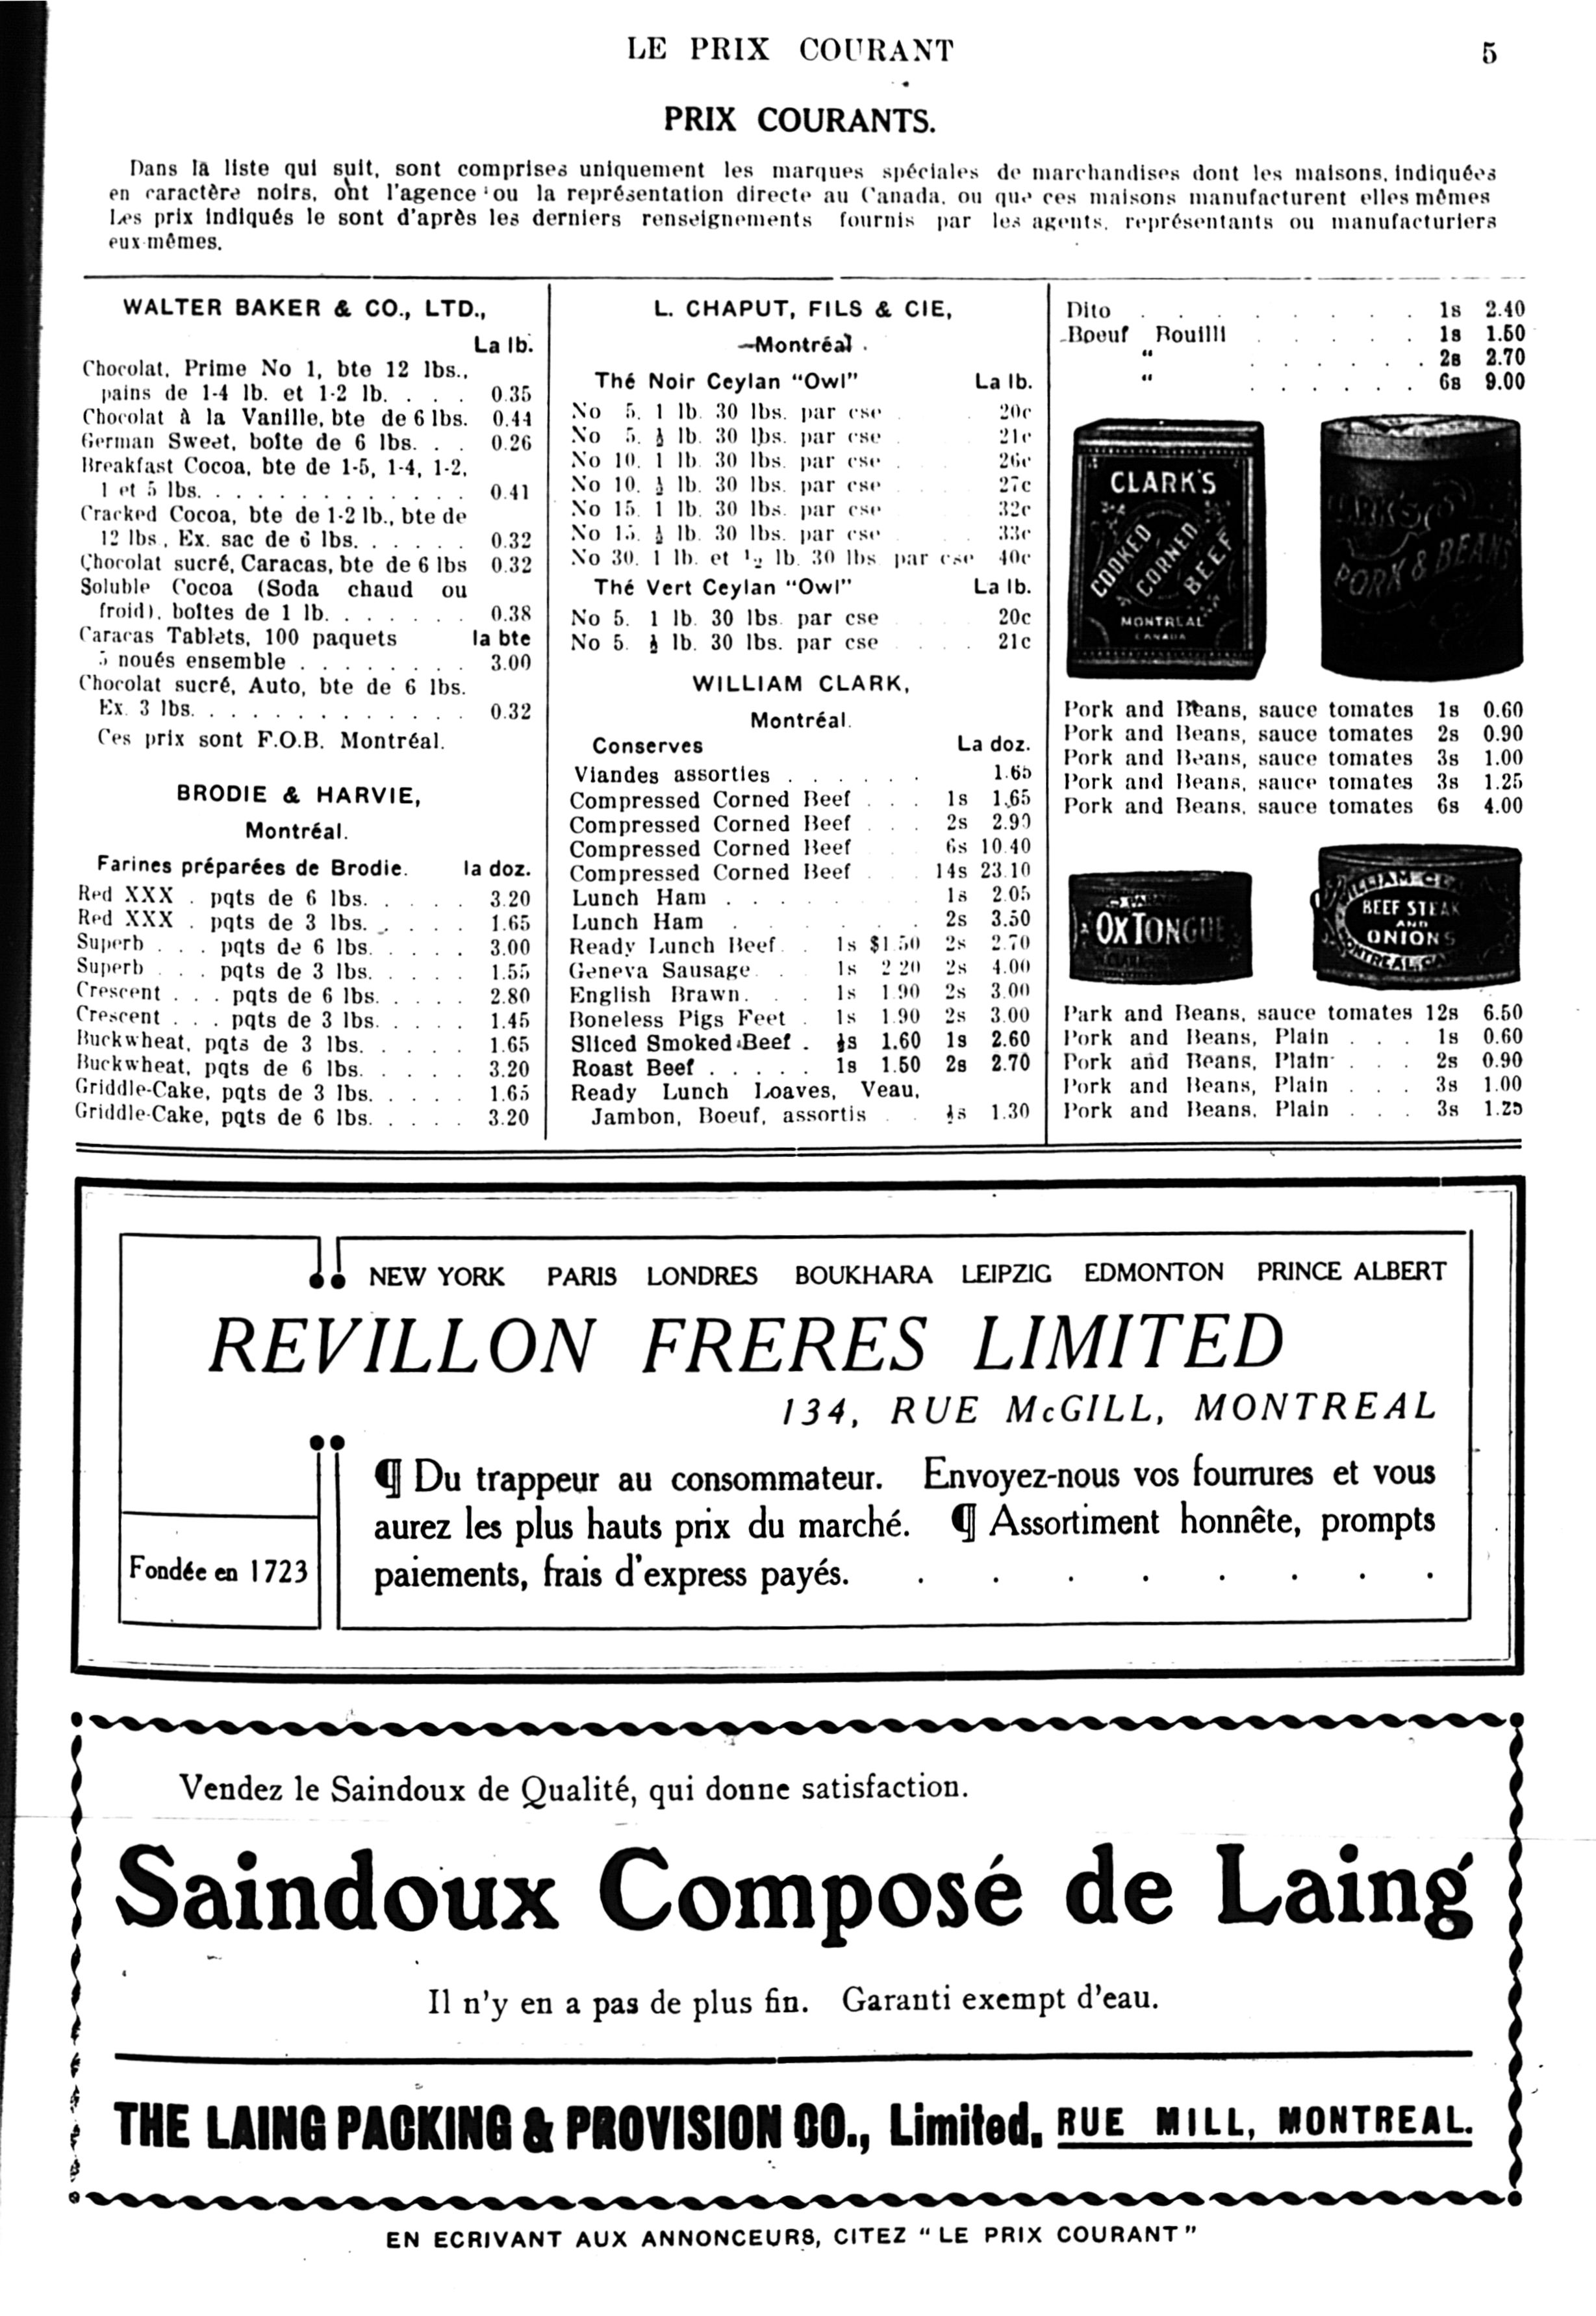 LE PRIX COURANT 5
PRIX COURANTS.
Dans la liste qui suit, sont comprises uniquement les marques spéciales de marchandises dont les maisons, indiquées
en caractère noirs, ont l'agence ou la représentation directe au Canada, ou que ces maisons manufacturent elles mêmes
Les prix indiqués le sont d'après les derniers renseignements fournis par les agents, représentants ou manufacturiers
eux-mêmes.
WALTER BAKER & CO., LTD.,
La lb.
Chocolat, Prime No 1, bte 12 lbs.,
pains de 1-4 lb. et 1-2 lb. . . . . 0.35
Chocolat à la Vanille, bte de 6 lbs. 0.44
German Sweet, boîte de 6 lbs. . . 0.26
Breakfast Cocoa, bte de 1-5, 1-4, 1-2,
1 et 5 lbs. . . . . . . . . . . . . 0.41
Cracked Cocoa, bte de 1-2 lb., bte de
12 lbs., Ex. sac de 6 lbs. . . . . . 0.32
Chocolat sucré, Caracas, bte de 6 lbs 0.32
Soluble Cocoa (Soda chaud ou
froid), boîtes de 1 lb. . . . . . . 0.38
Caracas Tablets, 100 paquets la bte
5 noués ensemble . . . . . . . . 3.00
Chocolat sucré, Auto, bte de 6 lbs.
Ex. 3 lbs. . . . . . . . . . . . . 0.32
Ces prix sont F.O.B. Montréal.
BRODIE & HARVIE,
Montréal.
Farines préparées de Brodie. la doz.
Red XXX . pqts de 6 lbs. . . . . 3.20
Red XXX . pqts de 3 lbs. . . . . 1.65
Superb . . . pqts de 6 lbs. . . . . 3.00
Superb . . . pqts de 3 lbs. . . . . 1.55
Crescent . . . pqts de 6 lbs. . . . . 2.80
Crescent . . . pqts de 3 lbs. . . . . 1.45
Buckwheat, pqts de 3 lbs. . . . . 1.65
Buckwheat, pqts de 6 lbs. . . . . 3.20
Griddle-Cake, pqts de 3 lbs. . . . . 1.65
Griddle-Cake, pqts de 6 lbs. . . . . 3.20
L. CHAPUT, FILS & CIE,
Montréal.
Thé Noir Ceylan "Owl" La lb.
No 5. 1 lb. 30 lbs. par cse 20c
No 5. ½ lb. 30 lbs. par cse 21c
No 10. 1 lb. 30 lbs. par cse 26c
No 10. ½ lb. 30 lbs. par cse 27c
No 15. 1 lb. 30 lbs. par cse 32c
No 15. ½ lb. 30 lbs. par cse 33c
No 30. 1 lb. et ½ lb. 30 lbs par cse 40c
Thé Vert Ceylan "Owl" La lb.
No 5. 1 lb. 30 lbs. par cse 20c
No 5. ½ lb. 30 lbs. par cse . . . . 21c
WILLIAM CLARK,
Montréal.
Conserves La doz.
Viandes assorties . . . . . . 1.65
Compressed Corned Beef . . . 1s 1.65
Compressed Corned Beef . . . 2s
Compressed Corned Beef 6s 10.40
Compressed Corned Beef . . 14s 23.10
Lunch Ham . . . . . . 1s 2.05
Lunch Ham . . . . . . 2s 3.50
Ready Lunch Beef . 1s $1.50 2s 2.70
Geneva Sausage . . 1s 2.20 2s 4.00
English Brawn. . . 1s 1.90 2s 3.00
Boneless Pigs Feet . 1s 1.90 2s 3.00
Sliced Smoked Beef . ½s 1.60 1s 2.60
Roast Beef . . . . . 1s 1.50 2s 2.70
Ready Lunch Loaves, Veau,
Jambon, Boeuf, assortis . . ½s 1.30
Dito . . . . . . . . 1s 2.40
Boeuf Bouilli . . . . . 1s 1.50
" . . . . . . 2s 2.70
" . . . . . . 6s 9.00
CLARK'S
COOKED
CORNED
BEEF
MONTREAL
CANADA
CLARK'S
PORK & BEANS
Pork and Beans, sauce tomates 1s 0.60
Pork and Beans, sauce tomates 2s 0.90
Pork and Beans, sauce tomates 3s 1.00
Pork and Beans, sauce tomates 3s 1.25
Pork and Beans, sauce tomates 6s 4.00
OX TONGUE
WILLIAM CLARK
BEEF STEAK
AND
ONIONS
MONTREAL, CAN
Park and Beans, sauce tomates 12s 6.50
Pork and Beans, Plain . . . 1s 0.60
Pork and Beans, Plain . . . 2s 0.90
Pork and Beans, Plain . . . 3s 1.00
Pork and Beans, Plain . . . 3s 1.25
NEW YORK PARIS LONDRES BOUKHARA LEIPZIG EDMONTON PRINCE ALBERT
REVILLON FRERES LIMITED
134, RUE McGILL, MONTREAL
¶ Du trappeur au consommateur. Envoyez-nous vos fourrures et vous
aurez les plus hauts prix du marché. ¶ Assortiment honnête, prompts
paiements, frais d'express payés. . . . . . . . .
Fondée en 1723
Vendez le Saindoux de Qualité, qui donne satisfaction.
Saindoux Composé de Laing
Il n'y en a pas de plus fin. Garanti exempt d'eau.
THE LAING PACKING & PROVISION CO., Limited, RUE MILL, MONTREAL.
EN ECRIVANT AUX ANNONCEURS, CITEZ "LE PRIX COURANT"